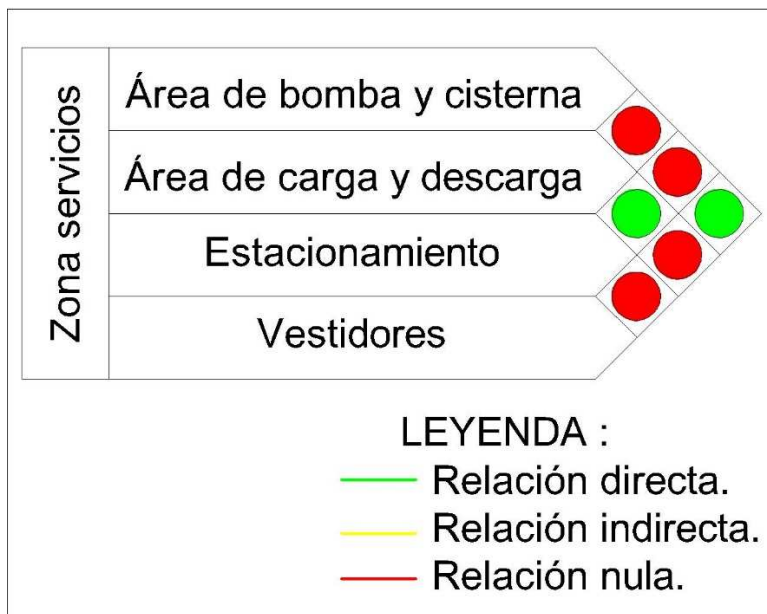 Zona servicios
Área de bomba y cisterna
Área de carga y descarga
Estacionamiento
Vestidores
LEYENDA :
Relación directa.
Relación indirecta.
Relación nula.